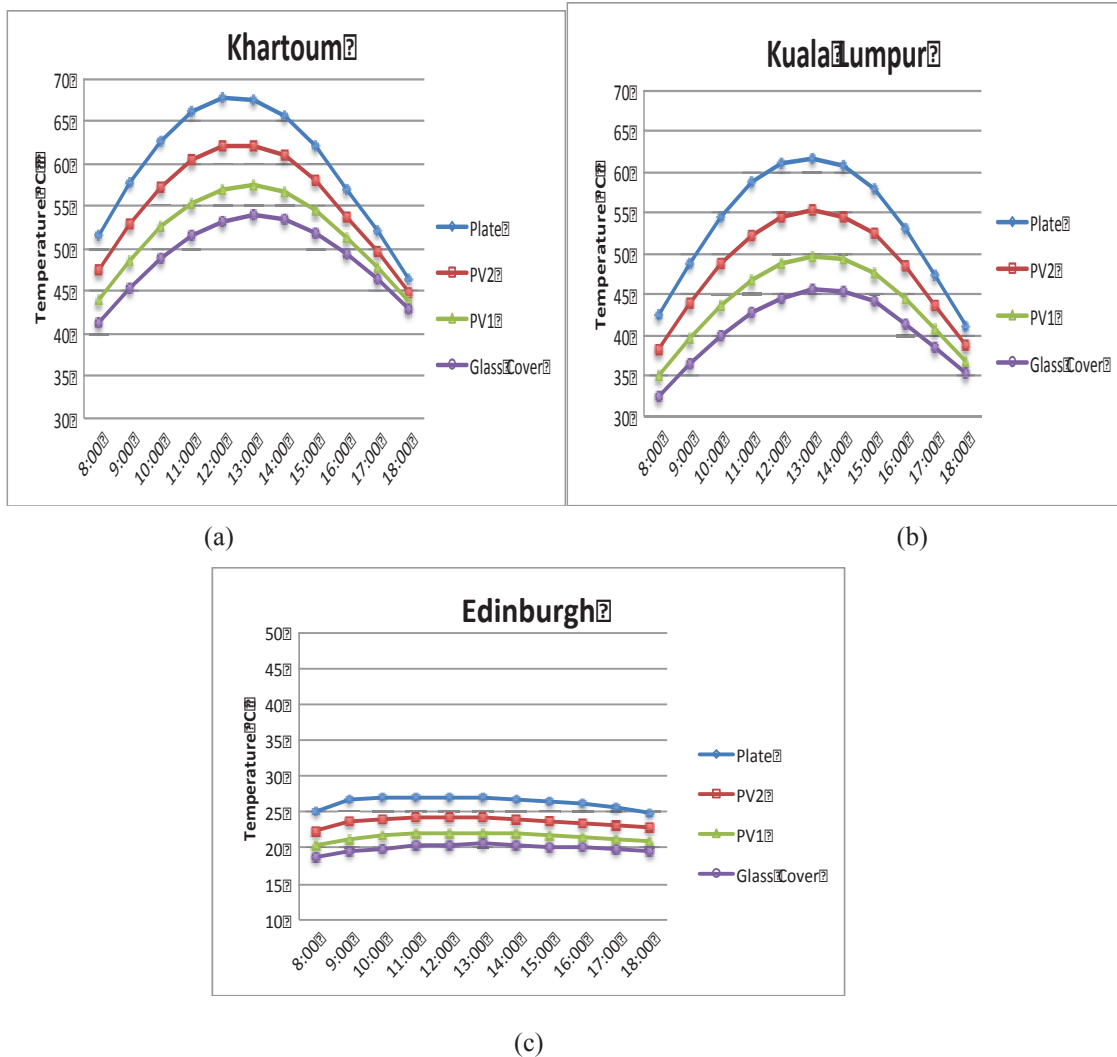 Khartoum
70
65
60
55
50
45
40
35
30
Temperature °C
8:00
9:00
10:00
11:00
12:00
13:00
14:00
15:00
16:00
17:00
18:00
Plate
PV2
PV1
Glass Cover
(a)
Kuala Lumpur
70
65
60
55
50
45
40
35
30
Temperature °C
8:00
9:00
10:00
11:00
12:00
13:00
14:00
15:00
16:00
17:00
18:00
Plate
PV2
PV1
Glass Cover
(b)
Edinburgh
50
45
40
35
30
25
20
15
10
Temperature °C
8:00
9:00
10:00
11:00
12:00
13:00
14:00
15:00
16:00
17:00
18:00
Plate
PV2
PV1
Glass Cover
(c)